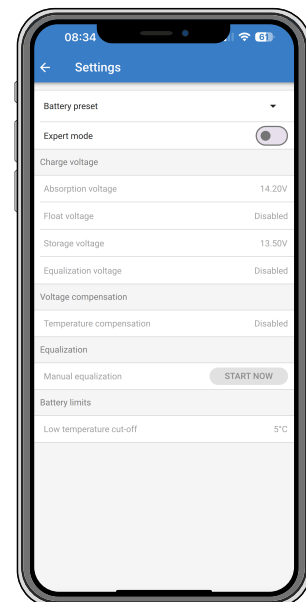 08:34
61
Settings
Battery preset
Expert mode
Charge voltage
Absorption voltage 14.20V
Float voltage Disabled
Storage voltage 13.50V
Equalization voltage Disabled
Voltage compensation
Temperature compensation Disabled
Equalization
Manual equalization START NOW
Battery limits
Low temperature cut-off 5°C